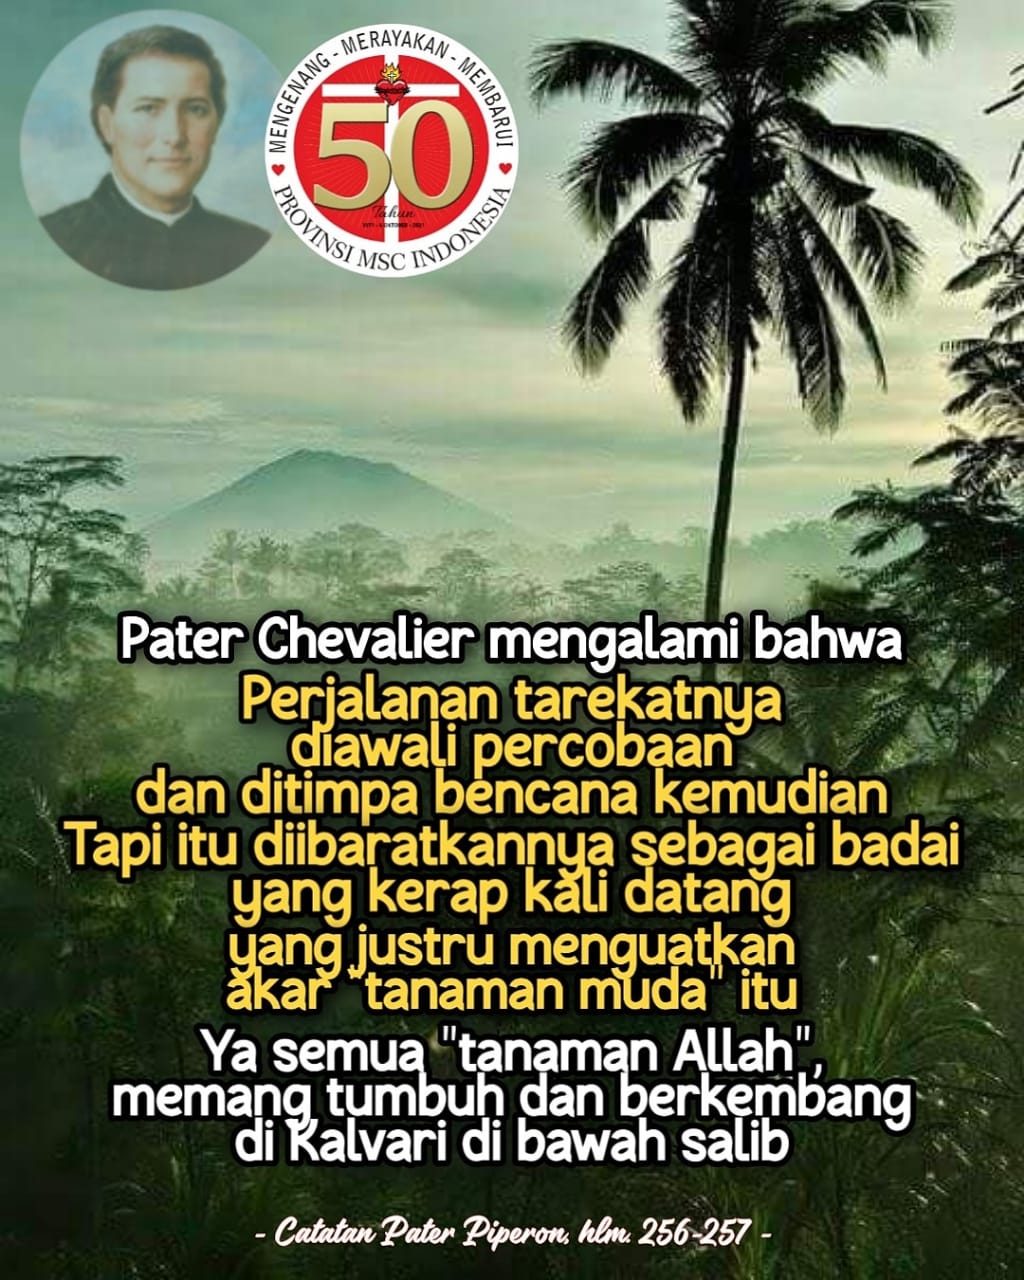 MENGENANG - MERAYAKAN - MEMBARUI
50
Tahun
PROVINSI MSC INDONESIA
Pater Chevalier mengalami bahwa
Perjalanan tarekatnya
diawali percobaan
dan ditimpa bencana kemudian
Tapi itu diibaratkannya sebagai badai
yang kerap kali datang
yang justru menguatkan
akar "tanaman muda" itu
Ya semua "tanaman Allah",
memang tumbuh dan berkembang
di Kalvari di bawah salib
- Catatan Pater Piperon, hlm. 256-257 -